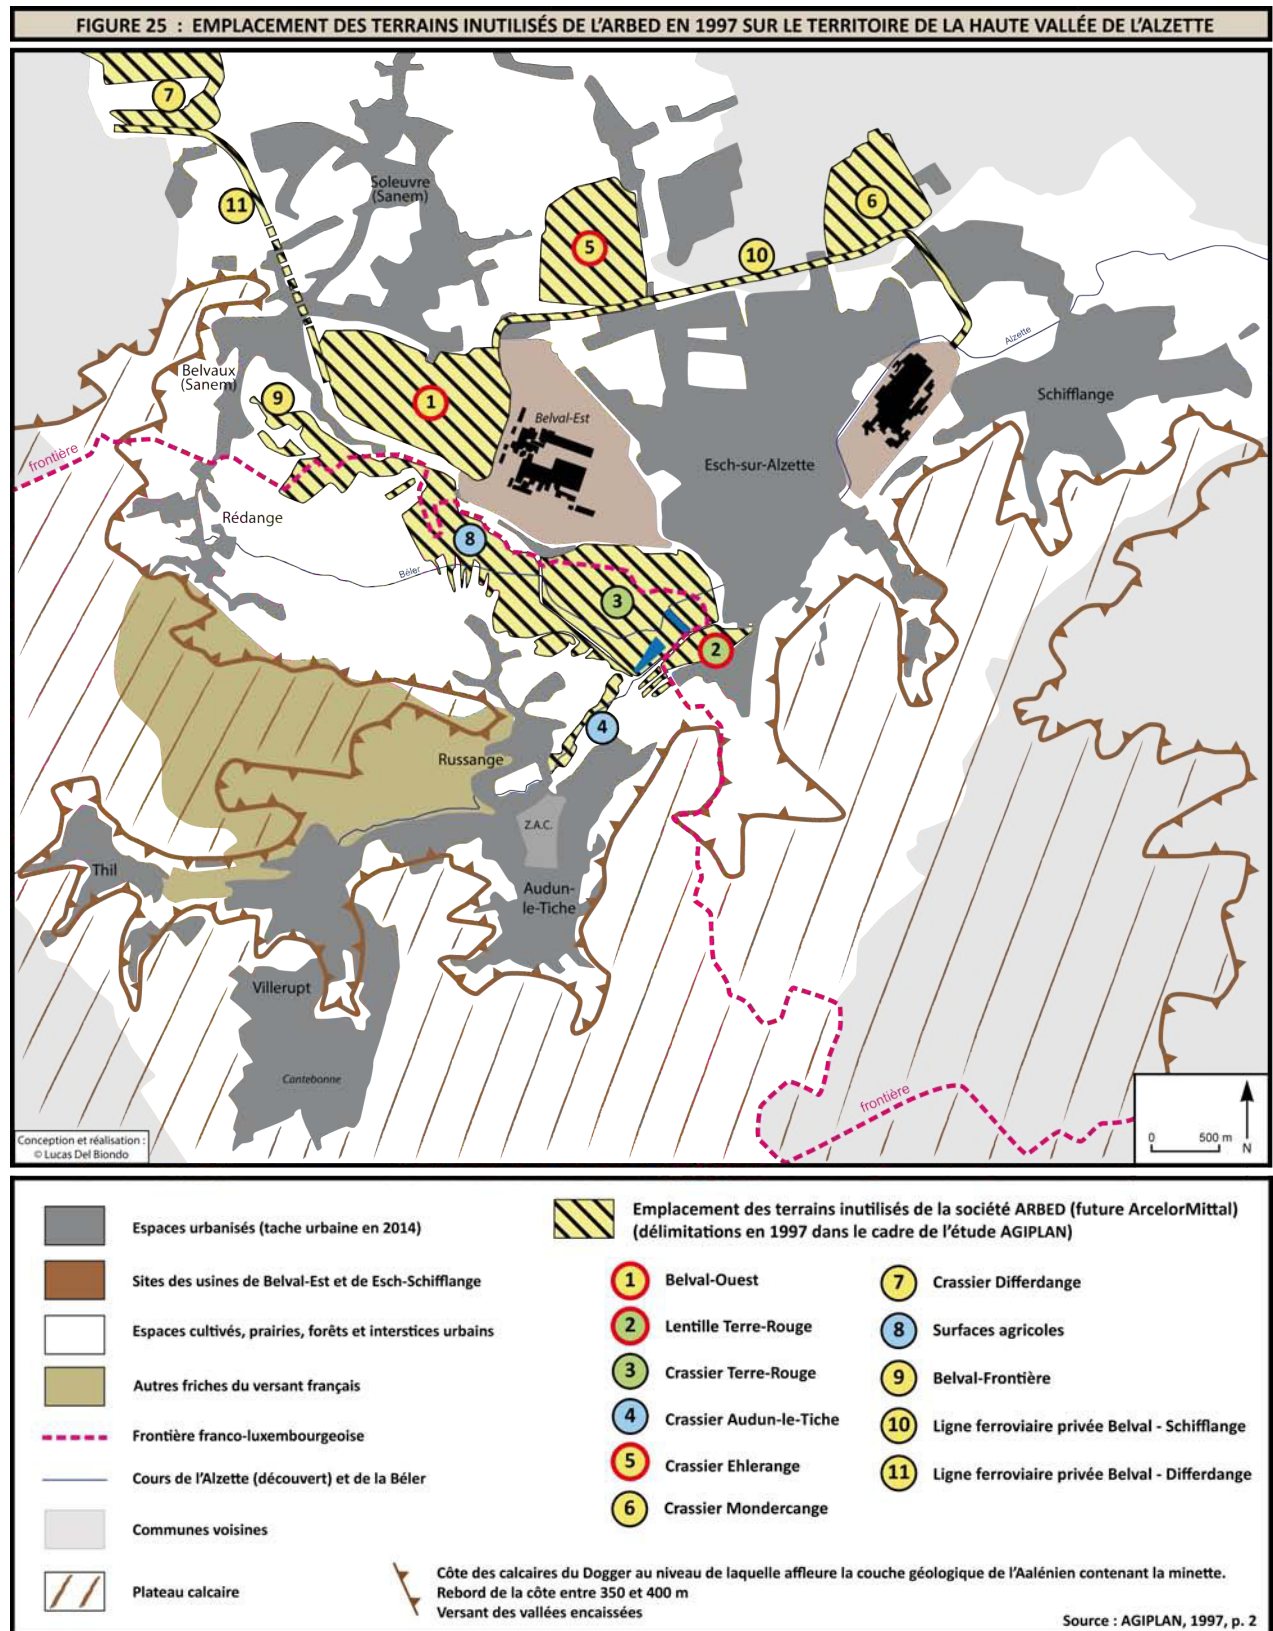 FIGURE 25 : EMPLACEMENT DES TERRAINS INUTILISÉS DE L'ARBED EN 1997 SUR LE TERRITOIRE DE LA HAUTE VALLÉE DE L'ALZETTE
7
11
Soleuvre
(Sanem)
5
6
10
Alzette
Belvaux
(Sanem)
9
1
Belval-Est
Schifflange
Esch-sur-Alzette
frontière
Rédange
8
Béler
3
2
4
Russange
Z.A.C.
Thil
Audun-
le-Tiche
Villerupt
Cantebonne
frontière
Conception et réalisation :
© Lucas Del Biondo
0 500 m
N
Espaces urbanisés (tache urbaine en 2014)
Sites des usines de Belval-Est et de Esch-Schifflange
Espaces cultivés, prairies, forêts et interstices urbains
Autres friches du versant français
Frontière franco-luxembourgeoise
Cours de l'Alzette (découvert) et de la Béler
Communes voisines
Plateau calcaire
Emplacement des terrains inutilisés de la société ARBED (future ArcelorMittal)
(délimitations en 1997 dans le cadre de l'étude AGIPLAN)
1 Belval-Ouest
2 Lentille Terre-Rouge
3 Crassier Terre-Rouge
4 Crassier Audun-le-Tiche
5 Crassier Ehlerange
6 Crassier Mondercange
7 Crassier Differdange
8 Surfaces agricoles
9 Belval-Frontière
10 Ligne ferroviaire privée Belval - Schifflange
11 Ligne ferroviaire privée Belval - Differdange
Côte des calcaires du Dogger au niveau de laquelle affleure la couche géologique de l'Aalénien contenant la minette.
Rebord de la côte entre 350 et 400 m
Versant des vallées encaissées
Source : AGIPLAN, 1997, p. 2